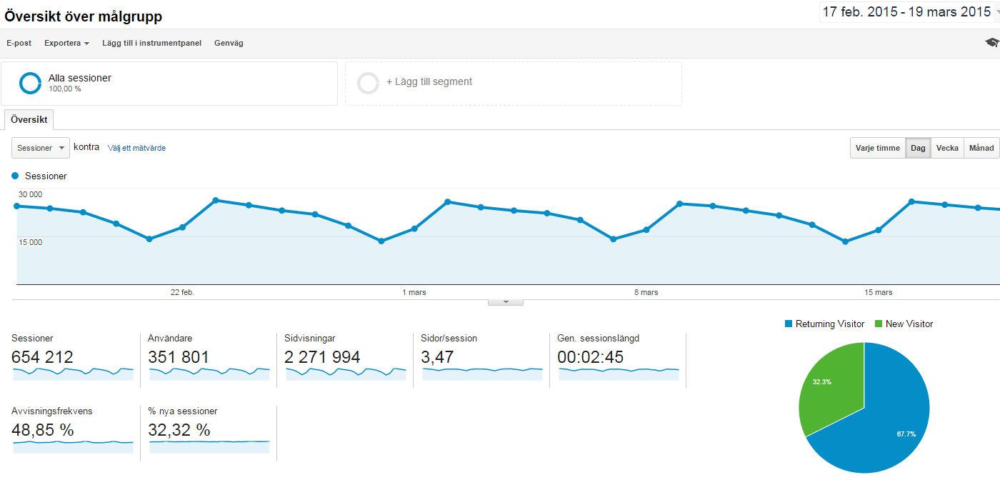 Översikt över målgrupp
17 feb. 2015 - 19 mars 2015
E-post Exportera Lägg till i instrumentpanel Genväg
Alla sessioner
100,00 %
+ Lägg till segment
Översikt
Sessioner kontra Välj ett mätvärde
Varje timme Dag Vecka Månad
Sessioner
30 000
15 000
22 feb. 1 mars 8 mars 15 mars
Returning Visitor New Visitor
Sessioner Användare Sidvisningar Sidor/session Gen. sessionslängd
654 212 351 801 2 271 994 3,47 00:02:45
32.3%
67.7%
Avvisningsfrekvens % nya sessioner
48,85 % 32,32 %